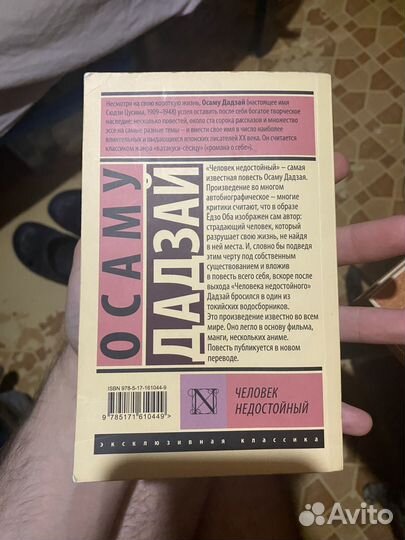 Несмотря на свою короткую жизнь, Осаму Дадзай (настоящее имя
Сюдзи Цусима, 1909–1948) успел оставить после себя богатое творческое
наследие: несколько повестей, около ста сорока рассказов и множество
эссе на самые разные темы – и внести свое имя в число наиболее
влиятельных и выдающихся японских писателей XX века. Он считается
классиком и жанра «ватакуси-сёсэцу» («романа о себе»).
ОСАМУ
ДАДЗАЙ
«Человек недостойный» – самая
известная повесть Осаму Дадзая.
Произведение во многом
автобиографическое – многие
критики считают, что в образе
Ёдзо Оба изображен сам автор:
страдающий человек, который
разрушает свою жизнь, не найдя
в ней места. И, словно бы подведя
этим черту под собственным
существованием и вложив
в повесть всего себя, вскоре после
выхода «Человека недостойного»
Дадзай бросился в один из
токийских водосборников.
Это произведение известно во всем
мире. Оно легло в основу фильма,
манги, нескольких аниме.
Повесть публикуется в новом
переводе.
ISBN 978-5-17-161044-9
9 785171 610449 >
N
ЧЕЛОВЕК
НЕДОСТОЙНЫЙ
эксклюзивная классика
Avito